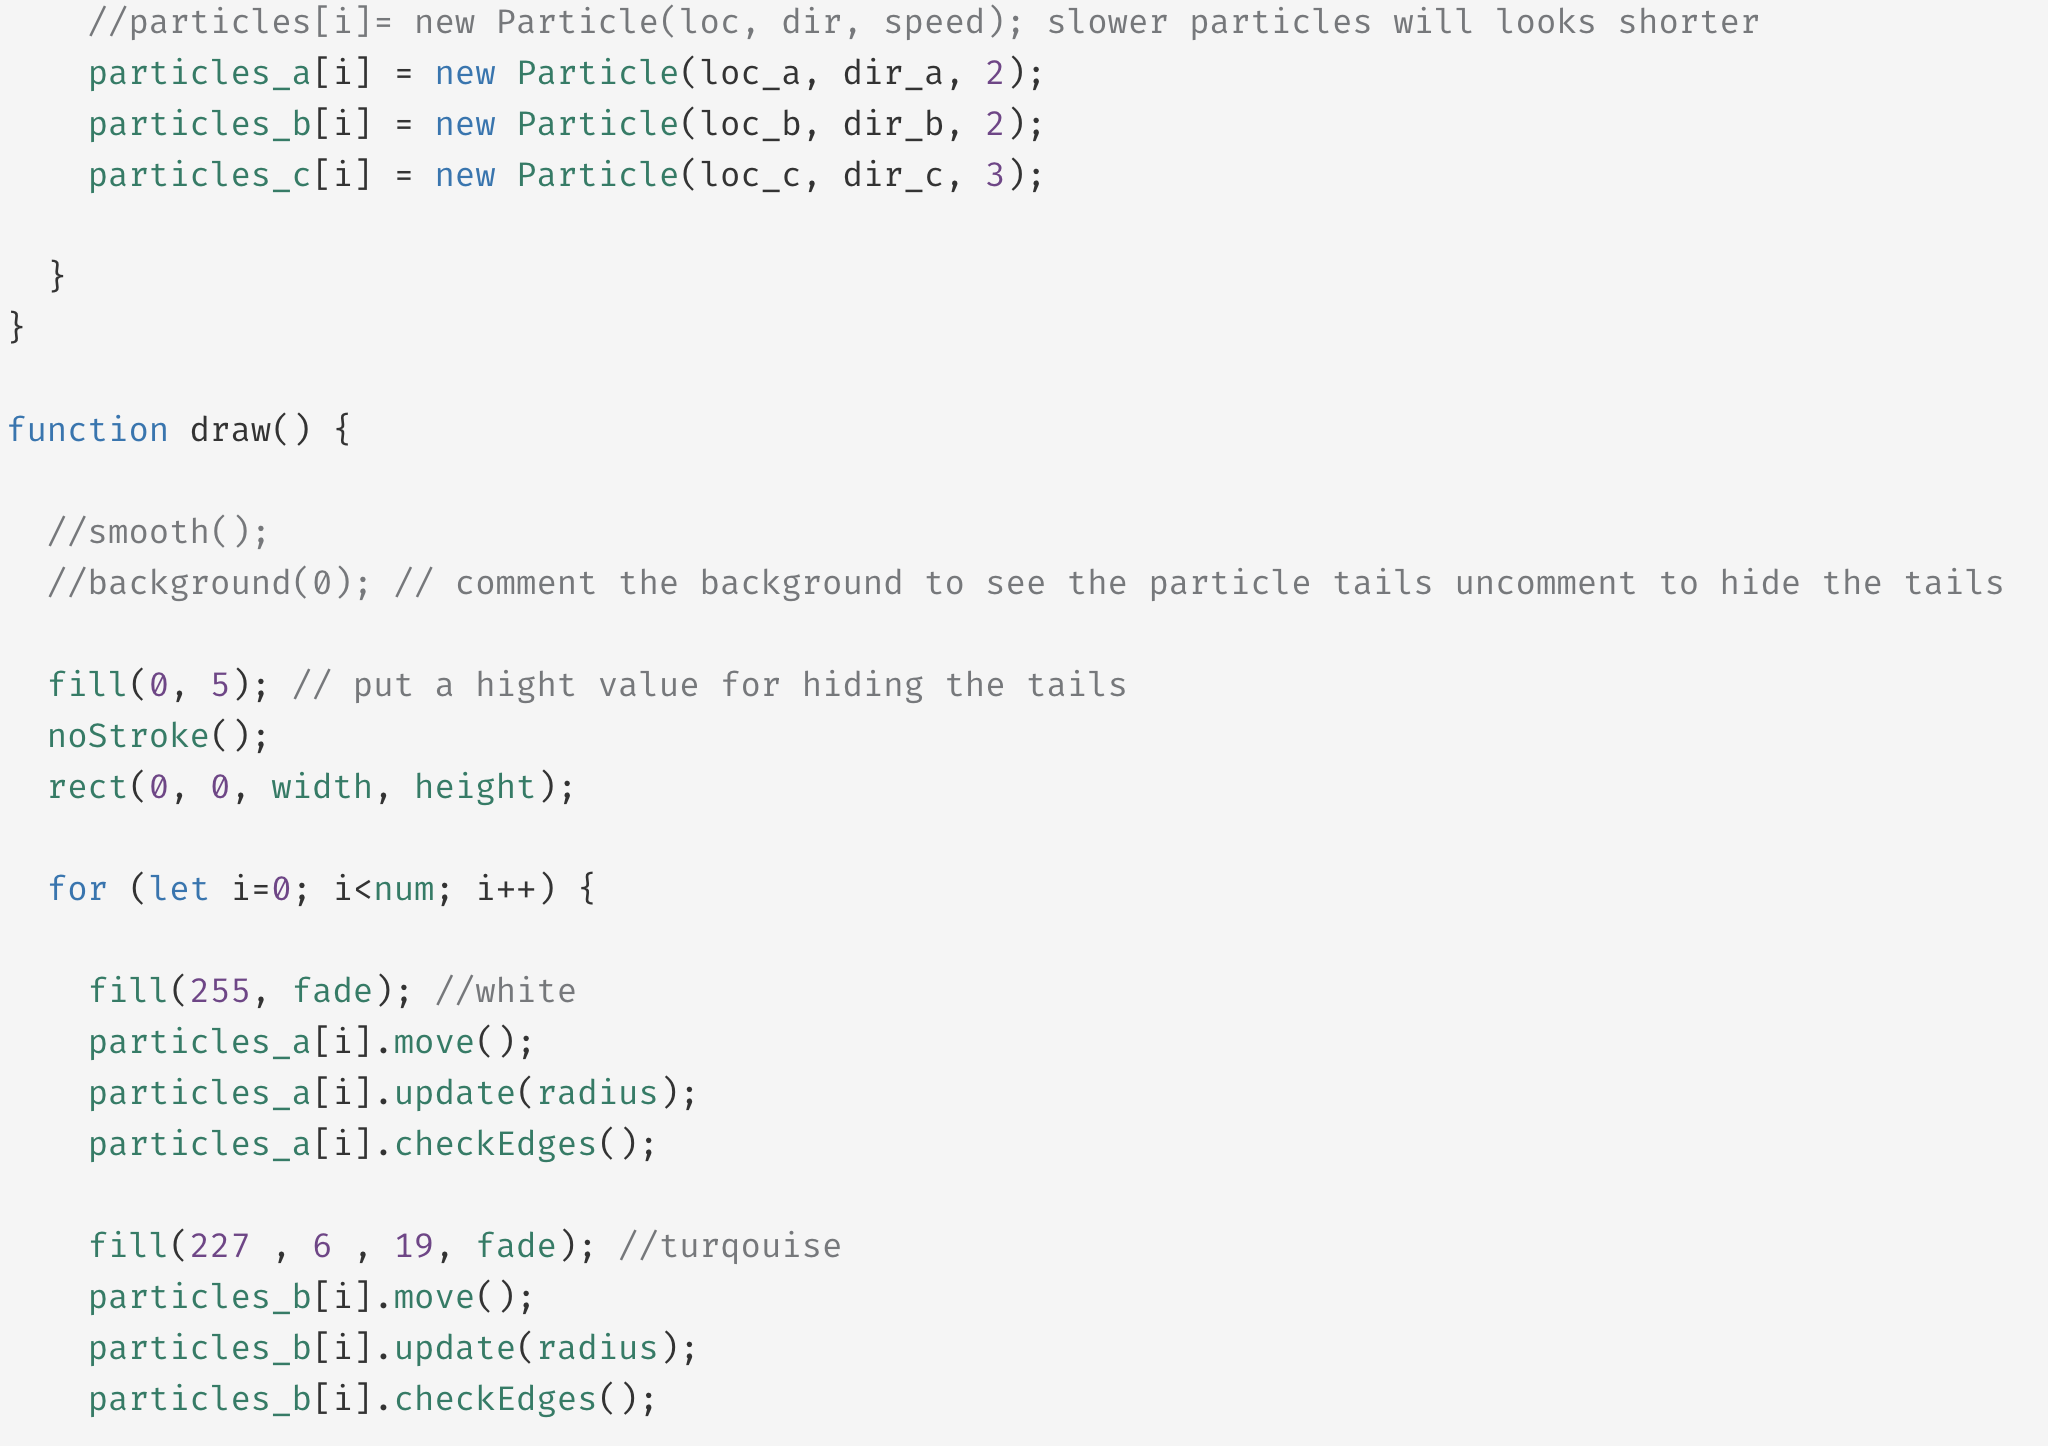 //particles[i]= new Particle(loc, dir, speed); slower particles will looks shorter
particles_a[i] = new Particle(loc_a, dir_a, 2);
particles_b[i] = new Particle(loc_b, dir_b, 2);
particles_c[i] = new Particle(loc_c, dir_c, 3);
}
}
function draw() {
//smooth();
//background(0); // comment the background to see the particle tails uncomment to hide the tails
fill(0, 5); // put a hight value for hiding the tails
noStroke();
rect(0, 0, width, height);
for (let i=0; i<num; i++) {
fill(255, fade); //white
particles_a[i].move();
particles_a[i].update(radius);
particles_a[i].checkEdges();
fill(227 , 6 , 19, fade); //turqouise
particles_b[i].move();
particles_b[i].update(radius);
particles_b[i].checkEdges();